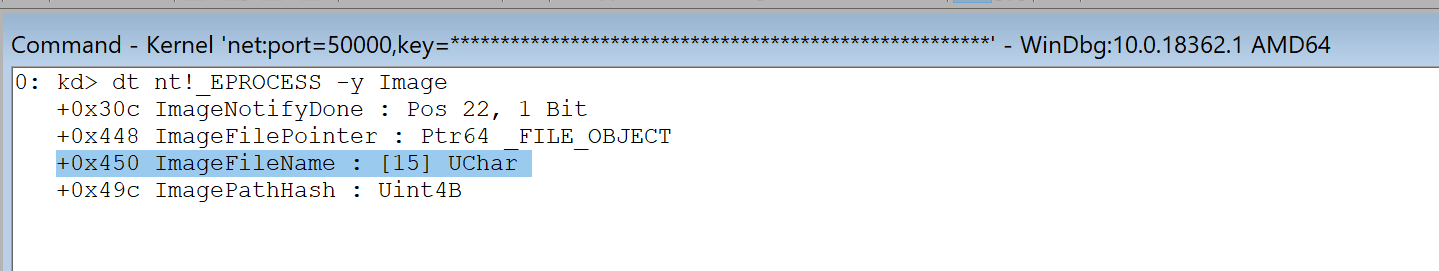 Command - Kernel 'net:port=50000,key=******************************************************' - WinDbg:10.0.18362.1 AMD64
0: kd> dt nt!_EPROCESS -y Image
+0x30c ImageNotifyDone : Pos 22, 1 Bit
+0x448 ImageFilePointer : Ptr64 _FILE_OBJECT
+0x450 ImageFileName : [15] UChar
+0x49c ImagePathHash : Uint4B